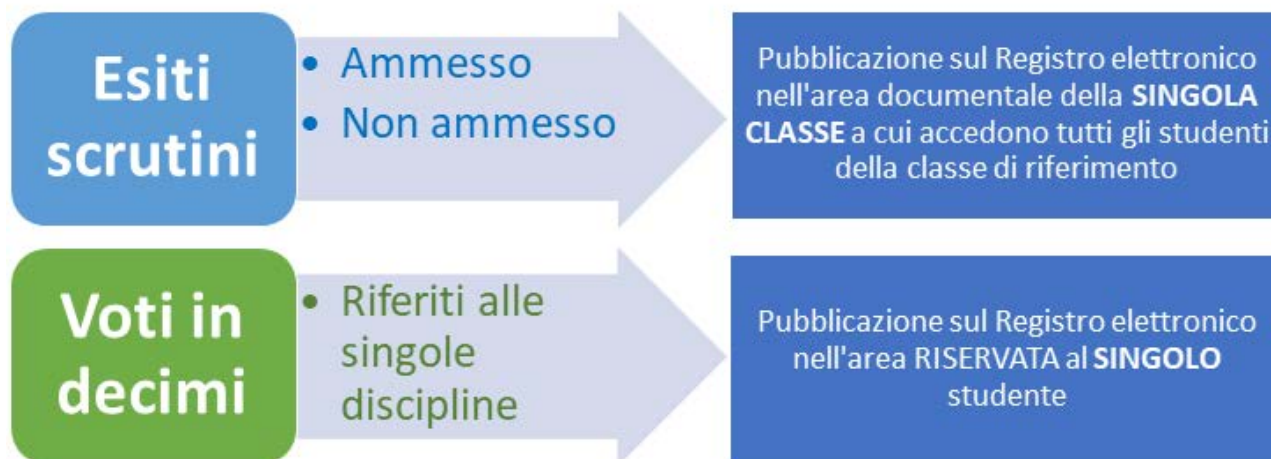 Esiti
scrutini
• Ammesso
• Non ammesso
Pubblicazione sul Registro elettronico
nell'area documentale della SINGOLA
CLASSE a cui accedono tutti gli studenti
della classe di riferimento
Voti in
decimi
• Riferiti alle
singole
discipline
Pubblicazione sul Registro elettronico
nell'area RISERVATA al SINGOLO
studente